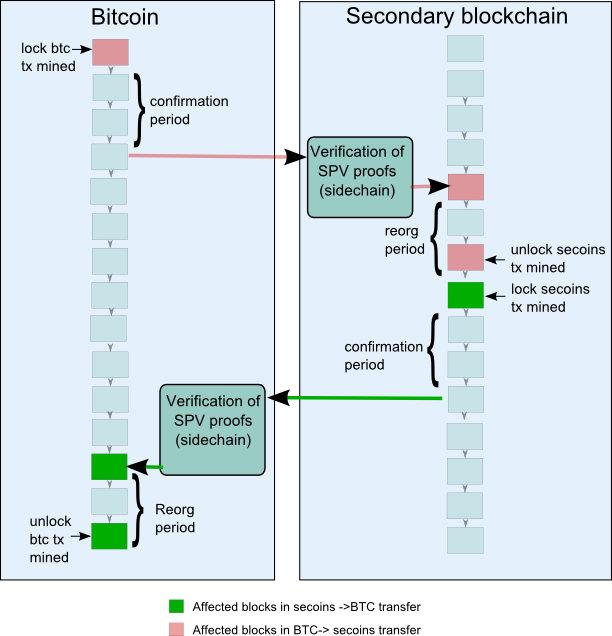 Bitcoin
lock btc
tx mined
confirmation
period
Verification of
SPV proofs
(sidechain)
unlock
btc tx
mined
Reorg
period
Secondary blockchain
Verification of
SPV proofs
(sidechain)
reorg
period
unlock secoins
tx mined
lock secoins
tx mined
confirmation
period
Affected blocks in secoins ->BTC transfer
Affected blocks in BTC-> secoins transfer